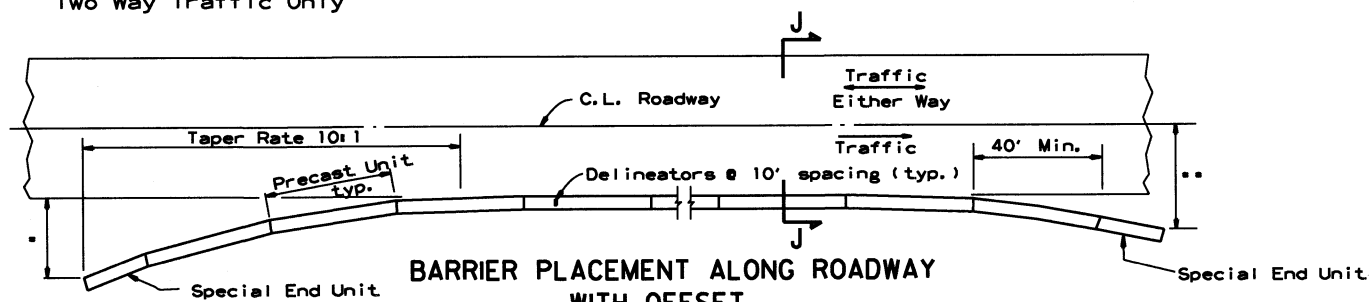 Two Way Traffic Only
J
Traffic
Either Way
C.L. Roadway
Taper Rate 10:1
Traffic
40' Min.
Precast Unit
typ.
Delineators @ 10' spacing (typ.)
J
BARRIER PLACEMENT ALONG ROADWAY
WITH OFFSET
Special End Unit
Special End Unit